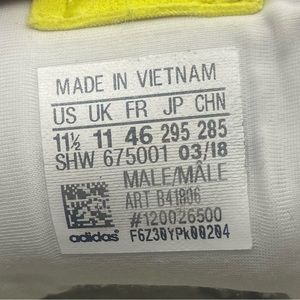 MADE IN VIETNAM
US UK FR JP CHN
11½ 11 46 295 285
SHW 675001 03/18
MALE/MÂLE
ART B41806
#120026500
adidas F6Z30YPk00204